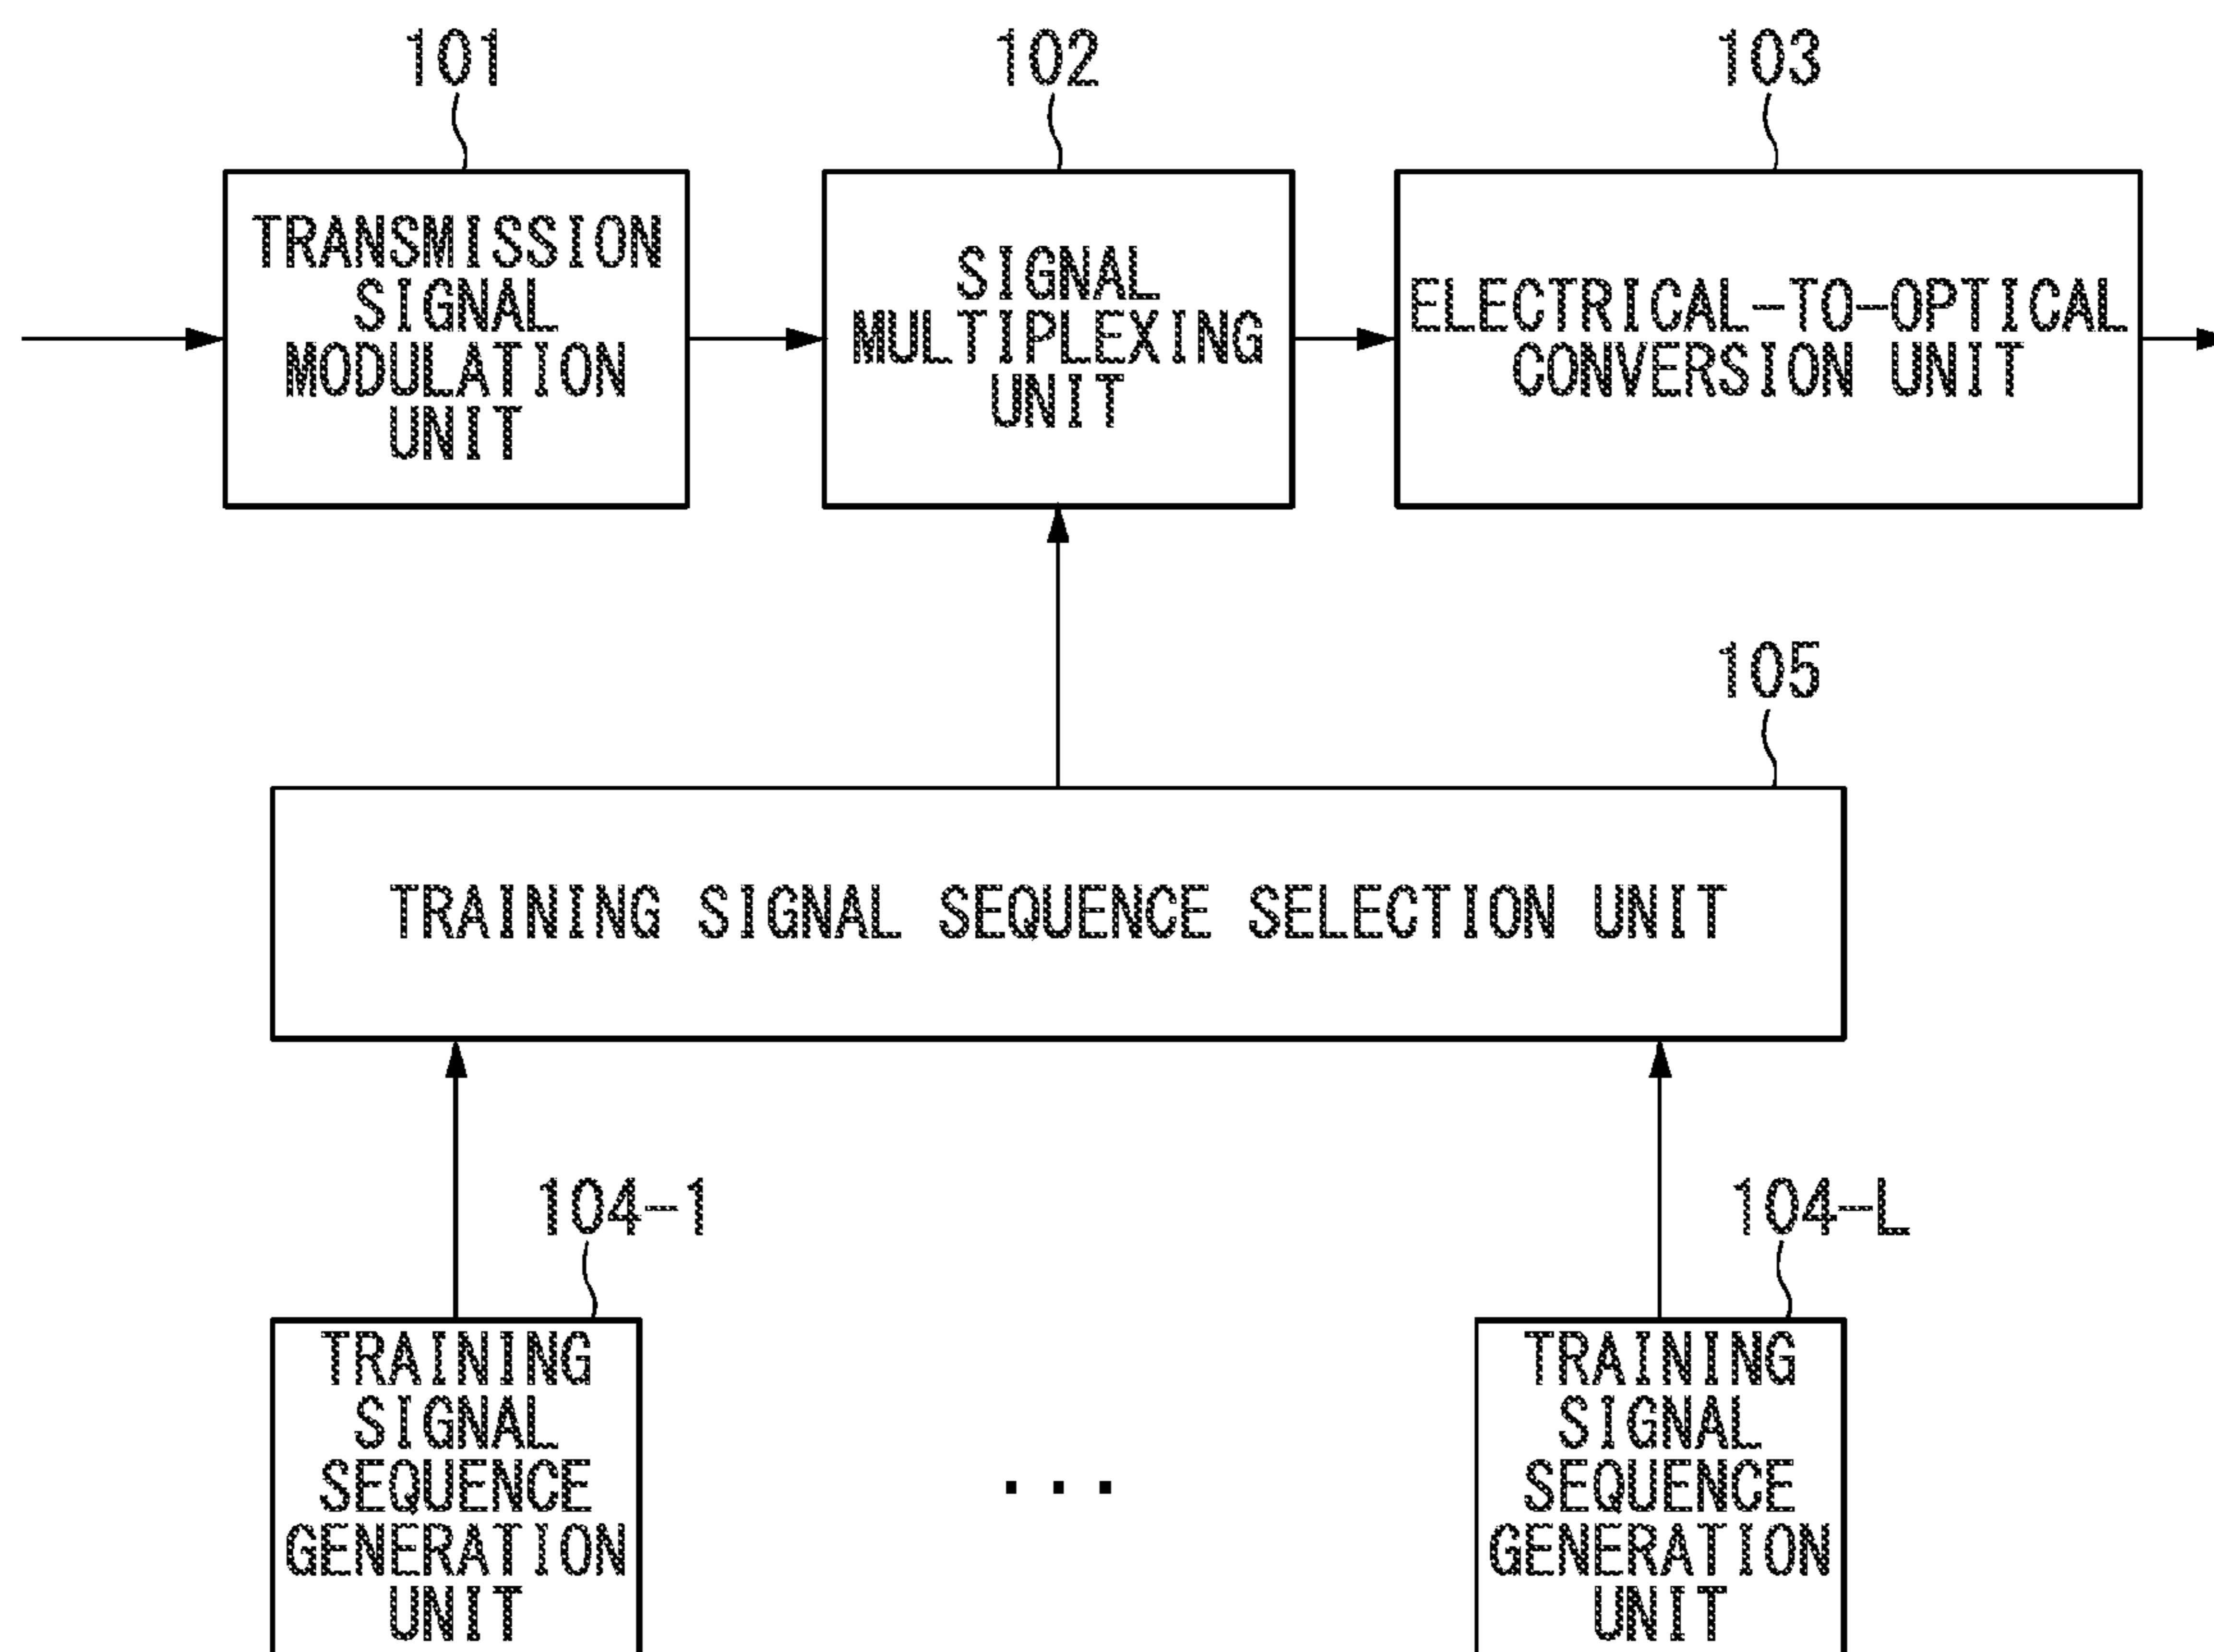 101
102
103
TRANSMISSION
SIGNAL
MODULATION
UNIT
SIGNAL
MULTIPLEXING
UNIT
ELECTRICAL-TO-OPTICAL
CONVERSION UNIT
105
TRAINING SIGNAL SEQUENCE SELECTION UNIT
104-1
104-L
TRAINING
SIGNAL
SEQUENCE
GENERATION
UNIT
...
TRAINING
SIGNAL
SEQUENCE
GENERATION
UNIT